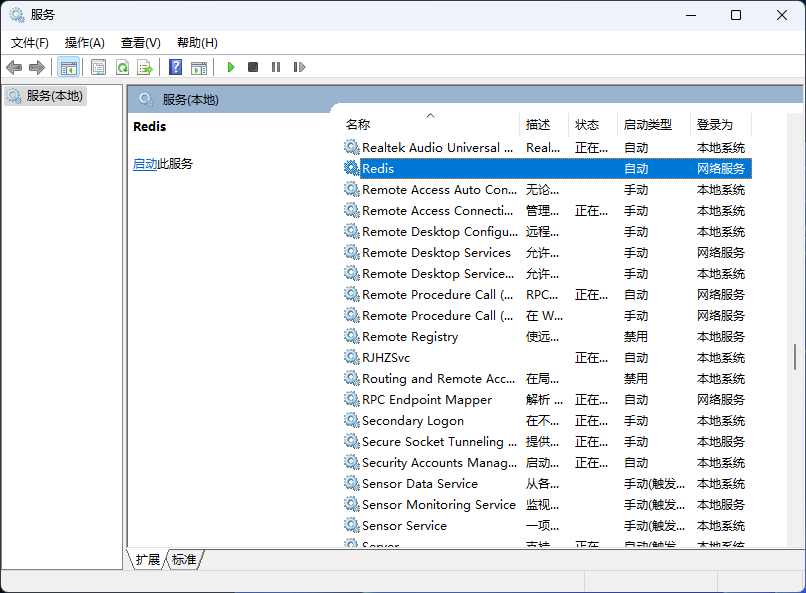 服务
文件(F) 操作(A) 查看(V) 帮助(H)
服务(本地)
服务(本地)
Redis
启动此服务
名称 描述 状态 启动类型 登录为
Realtek Audio Universal ... Real... 正在... 自动 本地系统
Redis 自动 网络服务
Remote Access Auto Con... 无论... 手动 本地系统
Remote Access Connecti... 管理... 正在... 手动 本地系统
Remote Desktop Configu... 远程... 手动 本地系统
Remote Desktop Services 允许... 手动 网络服务
Remote Desktop Service... 允许... 手动 本地系统
Remote Procedure Call (... RPC... 正在... 自动 网络服务
Remote Procedure Call (... 在 W... 手动 网络服务
Remote Registry 使远... 禁用 本地服务
RJHZSvc 正在... 自动 本地系统
Routing and Remote Acc... 在局... 禁用 本地系统
RPC Endpoint Mapper 解析 ... 正在... 自动 网络服务
Secondary Logon 在不... 正在... 手动 本地系统
Secure Socket Tunneling ... 提供... 正在... 手动 本地服务
Security Accounts Manag... 启动... 正在... 自动 本地系统
Sensor Data Service 从各... 手动(触发... 本地系统
Sensor Monitoring Service 监视... 手动(触发... 本地服务
Sensor Service 一项... 手动(触发... 本地系统
Server 支持... 正在... 自动(触发... 本地系统
扩展 标准